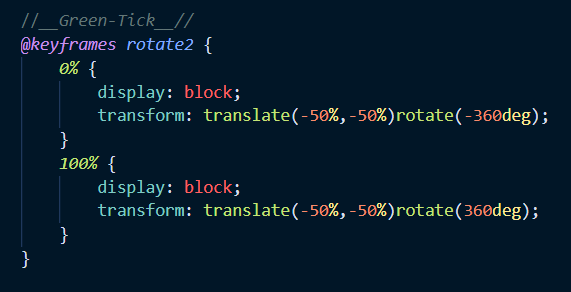 //__Green-Tick__//
@keyframes rotate2 {
0% {
display: block;
transform: translate(-50%,-50%)rotate(-360deg);
}
100% {
display: block;
transform: translate(-50%,-50%)rotate(360deg);
}
}